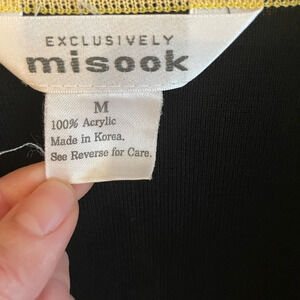 EXCLUSIVELY
misook
M
100% Acrylic
Made in Korea.
See Reverse for Care.